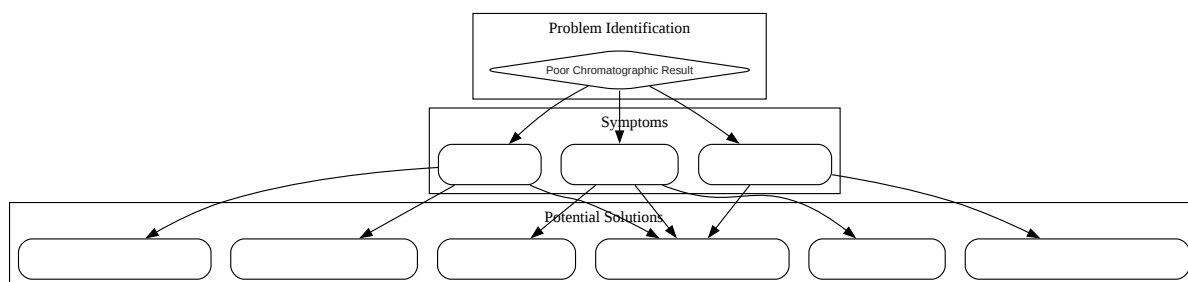 Problem Identification
Poor Chromatographic Result
Symptoms
Potential Solutions